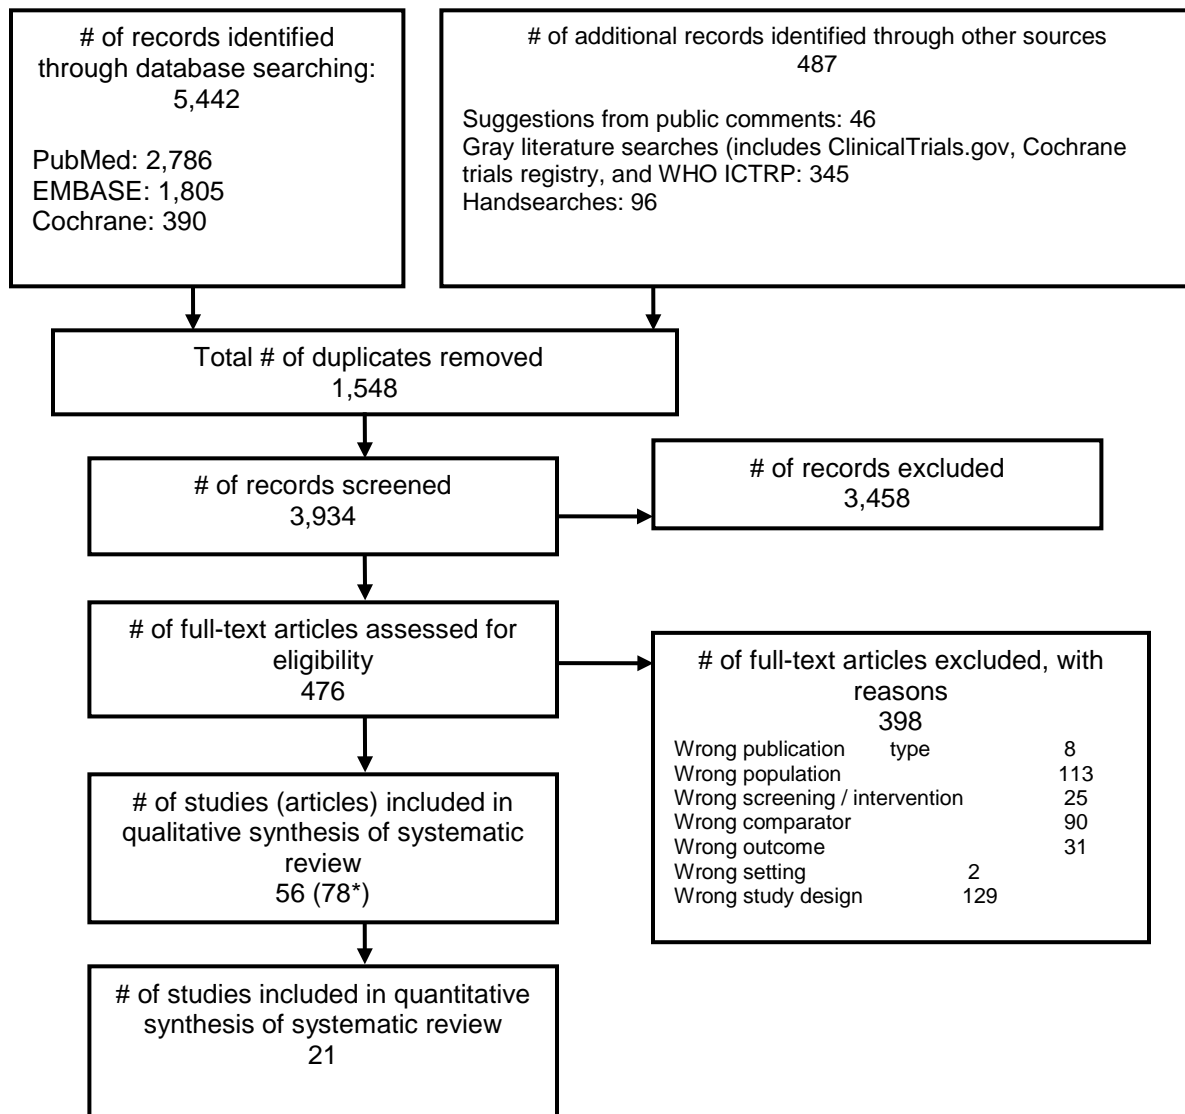 # of records identified
through database searching:
5,442
PubMed: 2,786
EMBASE: 1,805
Cochrane: 390
# of additional records identified through other sources
487
Suggestions from public comments: 46
Gray literature searches (includes ClinicalTrials.gov, Cochrane
trials registry, and WHO ICTRP: 345
Handsearches: 96
Total # of duplicates removed
1,548
# of records screened
3,934
# of records excluded
3,458
# of full-text articles assessed for
eligibility
476
# of full-text articles excluded, with
reasons
398
Wrong publication type 8
Wrong population 113
Wrong screening / intervention 25
Wrong comparator 90
Wrong outcome 31
Wrong setting 2
Wrong study design 129
# of studies (articles) included in
qualitative synthesis of systematic
review
56 (78*)
# of studies included in quantitative
synthesis of systematic review
21